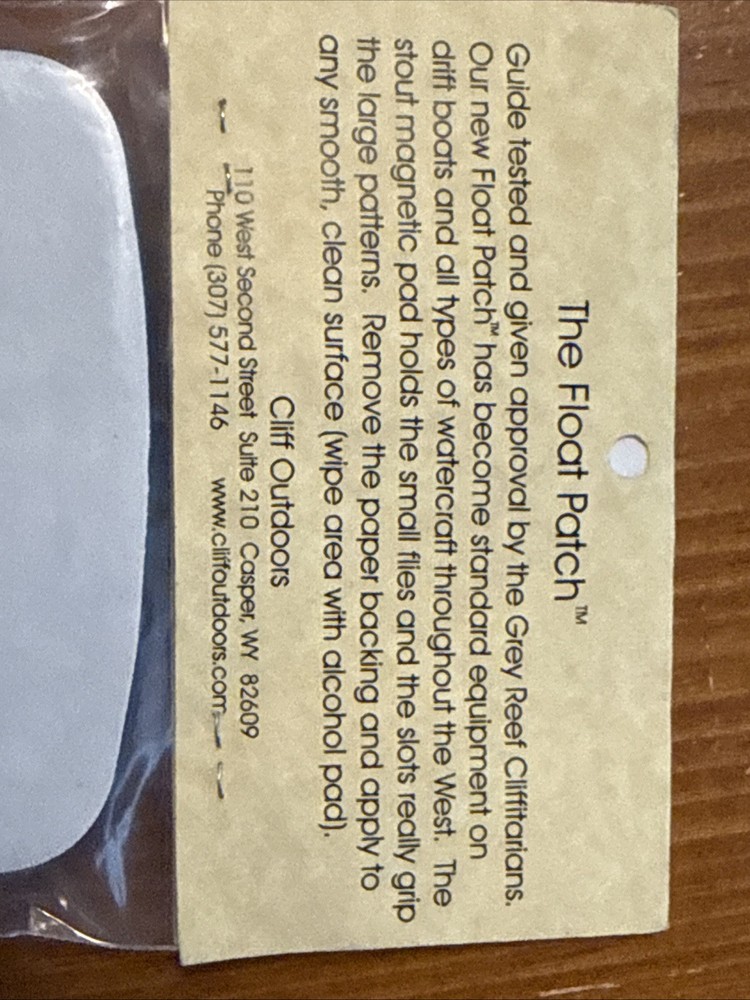 The Float Patch™
Guide tested and given approval by the Grey Reef Cliffitarians.
Our new Float Patch™ has become standard equipment on
drift boats and all types of watercraft throughout the West. The
stout magnetic pad holds the small flies and the slots really grip
the large patterns. Remove the paper backing and apply to
any smooth, clean surface (wipe area with alcohol pad).
Cliff Outdoors
110 West Second Street Suite 210 Casper, WY 82609
Phone (307) 577-1146 www.cliffoutdoors.com